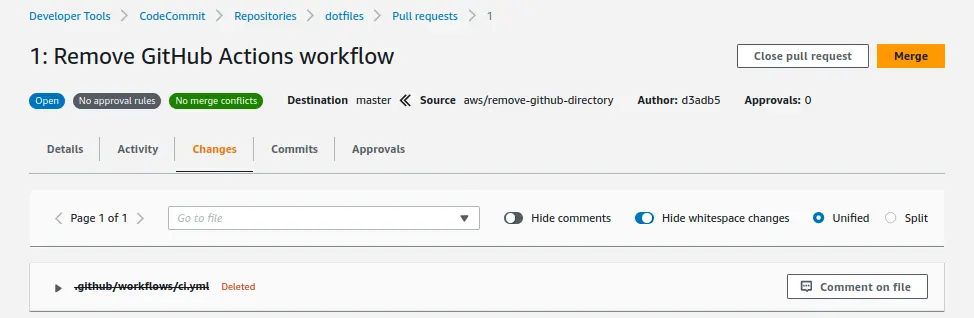 Developer Tools > CodeCommit > Repositories > dotfiles > Pull requests > 1
1: Remove GitHub Actions workflow
Close pull request
Merge
Open No approval rules No merge conflicts Destination master Source aws/remove-github-directory Author: d3adb5 Approvals: 0
Details Activity Changes Commits Approvals
Page 1 of 1 Go to file Hide comments Hide whitespace changes Unified Split
.github/workflows/ci.yml Deleted Comment on file